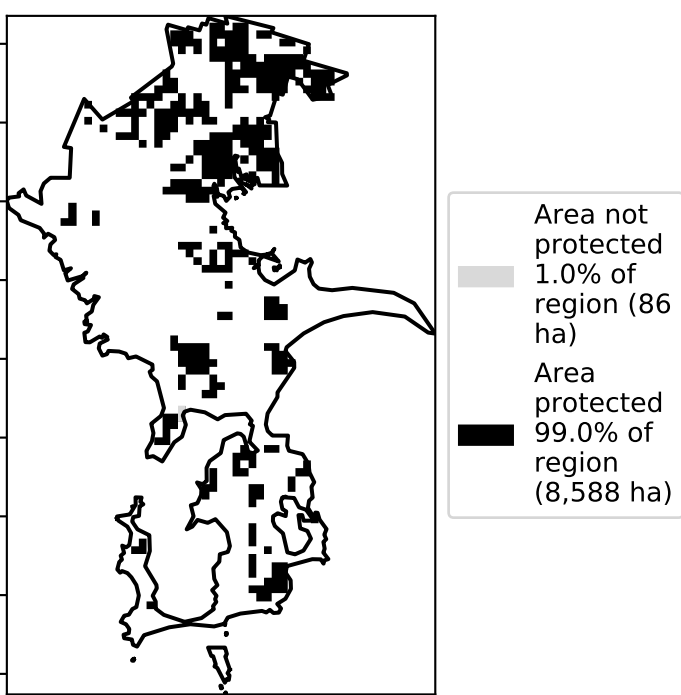 Area not
protected
1.0% of
region (86
ha)
Area
protected
99.0% of
region
(8,588 ha)